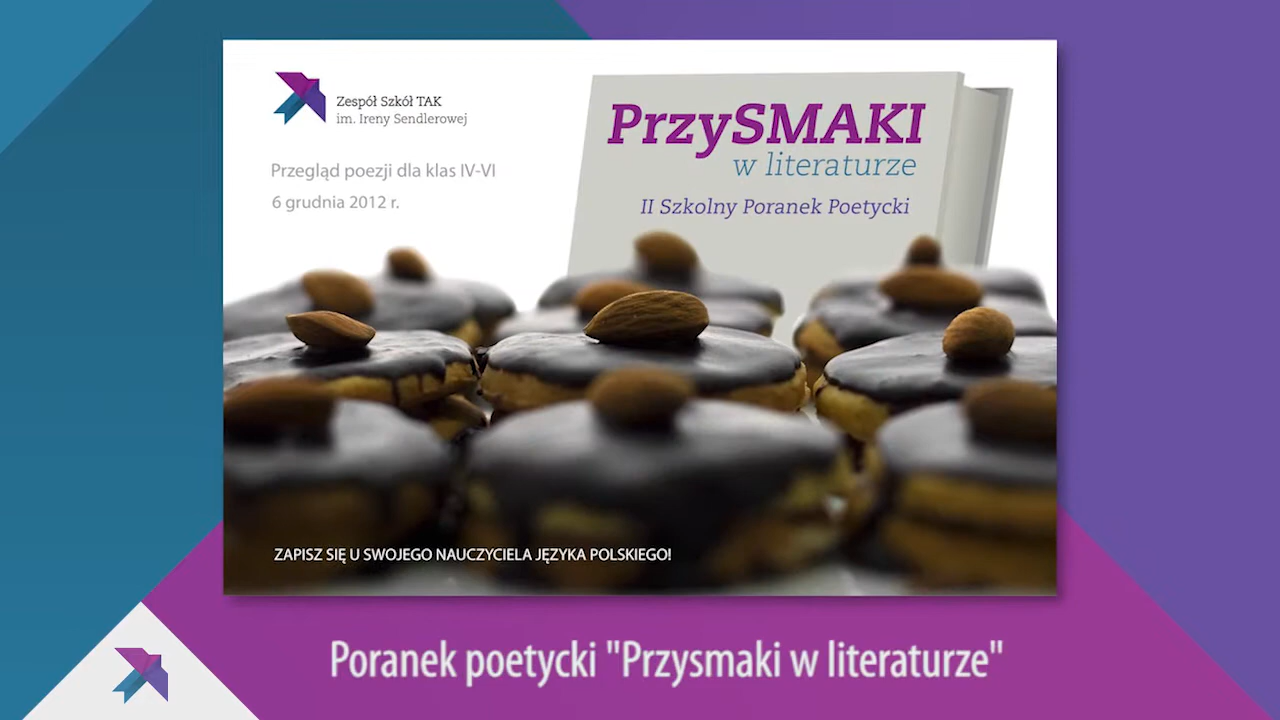 Zespół Szkół TAK
im. Ireny Sendlerowej
Przegląd poezji dla klas IV-VI
6 grudnia 2012 r.
PrzySMAKI
w literaturze
II Szkolny Poranek Poetycki
ZAPISZ SIĘ U SWOJEGO NAUCZYCIELA JĘZYKA POLSKIEGO!
Poranek poetycki "Przysmaki w literaturze"